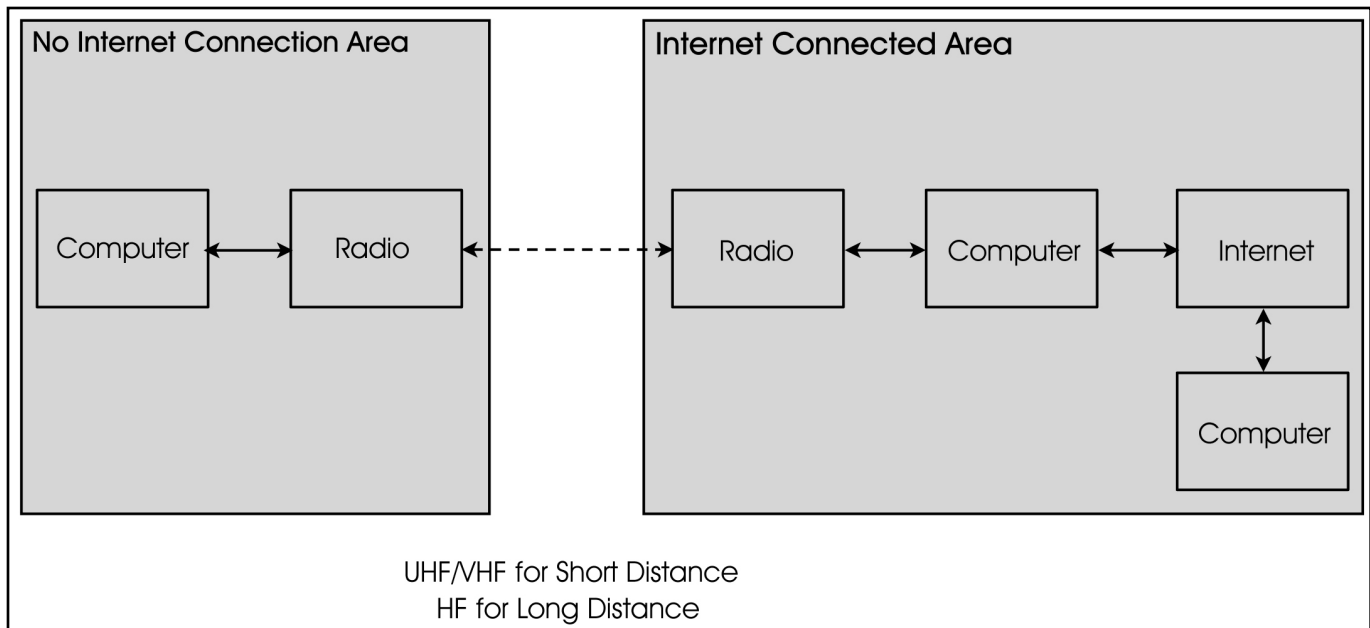 No Internet Connection Area
Internet Connected Area
Computer
Radio
Radio
Computer
Internet
Computer
UHF/VHF for Short Distance
HF for Long Distance